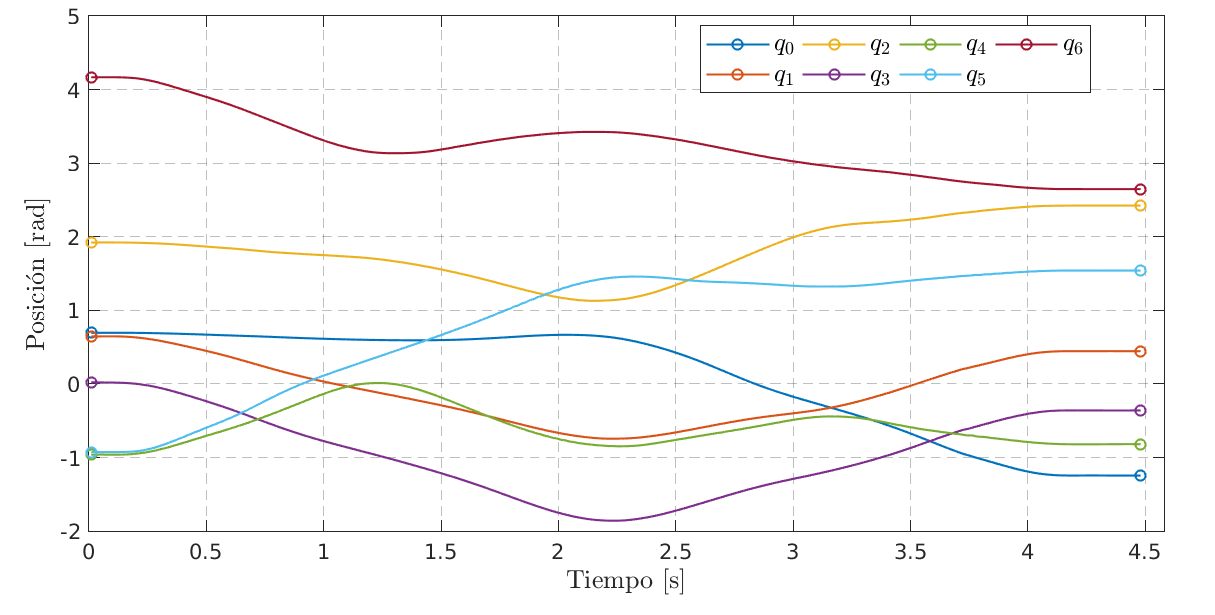 5
4
3
2
1
0
-1
-2
Posición [rad]
q₀ q₂ q₄ q₆
q₁ q₃ q₅
0 0.5 1 1.5 2 2.5 3 3.5 4 4.5
Tiempo [s]